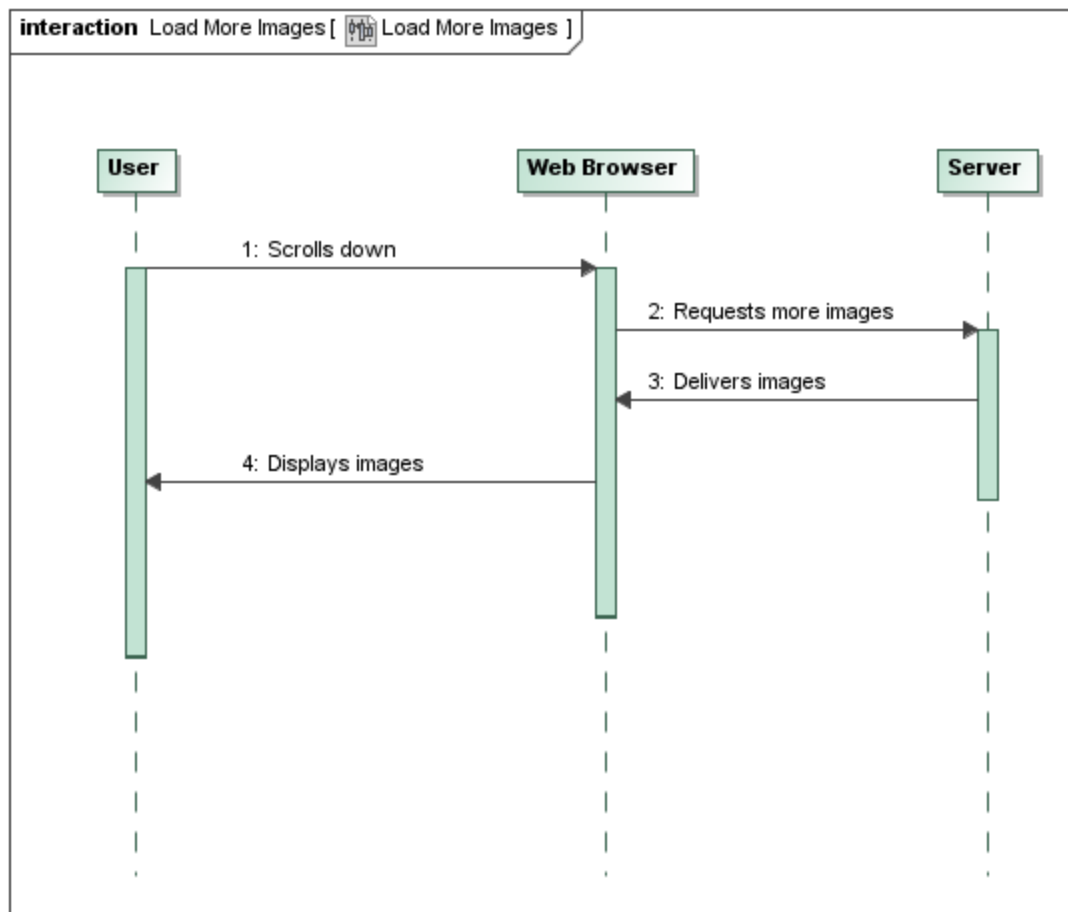 interaction Load More Images [ Load More Images ]
User
Web Browser
Server
1: Scrolls down
2: Requests more images
3: Delivers images
4: Displays images